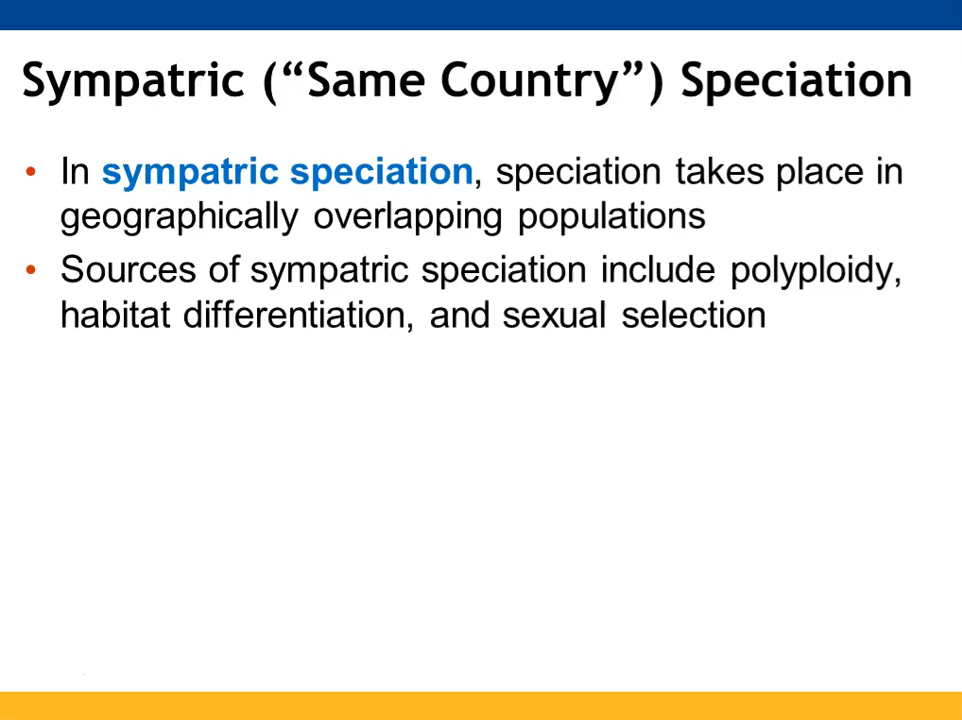 Sympatric (“Same Country”) Speciation
• In sympatric speciation, speciation takes place in
geographically overlapping populations
• Sources of sympatric speciation include polyploidy,
habitat differentiation, and sexual selection